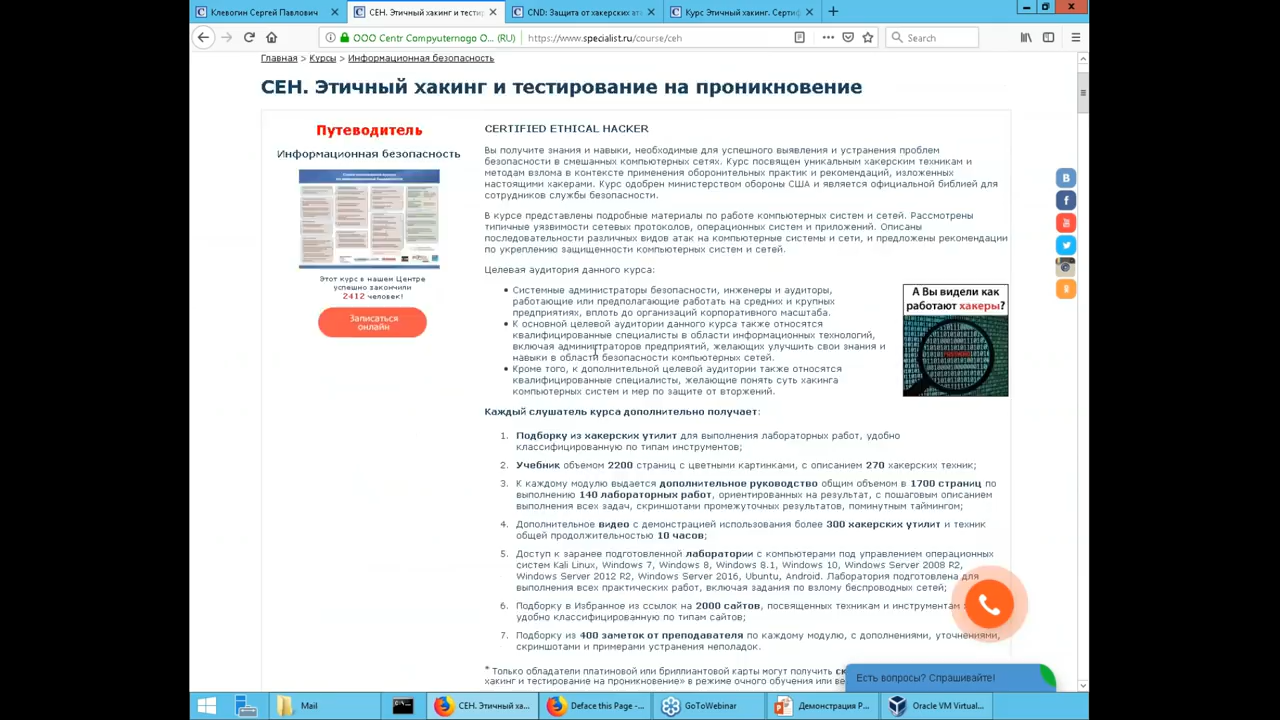 Клевогин Сергей Павлович
CEH. Этичный хакинг и тести
CND: Защита от хакерских ат
Курс Этичный хакинг. Сертиф
ООО Centr Compyuternogo O... (RU)
https://www.specialist.ru/course/ceh
Search
Главная > Курсы > Информационная безопасность
CEH. Этичный хакинг и тестирование на проникновение
Путеводитель
Информационная безопасность
Этот курс в нашем Центре
успешно закончили
2412 человек!
Записаться
онлайн
CERTIFIED ETHICAL HACKER
Вы получите знания и навыки, необходимые для успешного выявления и устранения проблем
безопасности в смешанных компьютерных сетях. Курс посвящен уникальным хакерским техникам и
методам взлома в контексте применения оборонительных практик и рекомендаций, изложенных
настоящими хакерами. Курс одобрен министерством обороны США и является официальной библией для
сотрудников службы безопасности.
В курсе представлены подробные материалы по работе компьютерных систем и сетей. Рассмотрены
типичные уязвимости сетевых протоколов, операционных систем и приложений. Описаны
последовательности различных видов атак на компьютерные системы и сети, и предложены рекомендации
по укреплению защищенности компьютерных систем и сетей.
Целевая аудитория данного курса:
Системные администраторы безопасности, инженеры и аудиторы,
работающие или предполагающие работать на средних и крупных
предприятиях, вплоть до организаций корпоративного масштаба.
К основной целевой аудитории данного курса также относятся
квалифицированные специалисты в области информационных технологий,
включая администраторов предприятий, желающих улучшить свои знания и
навыки в области безопасности компьютерных сетей.
Кроме того, к дополнительной целевой аудитории также относятся
квалифицированные специалисты, желающие понять суть хакинга
компьютерных систем и мер по защите от вторжений.
А Вы видели как
работают хакеры?
Каждый слушатель курса дополнительно получает:
1. Подборку из хакерских утилит для выполнения лабораторных работ, удобно
классифицированную по типам инструментов;
2. Учебник объемом 2200 страниц с цветными картинками, с описанием 270 хакерских техник;
3. К каждому модулю выдается дополнительное руководство общим объемом в 1700 страниц по
выполнению 140 лабораторных работ, ориентированных на результат, с пошаговым описанием
выполнения всех задач, скриншотами промежуточных результатов, поминутным таймингом;
4. Дополнительное видео с демонстрацией использования более 300 хакерских утилит и техник
общей продолжительностью 10 часов;
5. Доступ к заранее подготовленной лаборатории с компьютерами под управлением операционных
систем Kali Linux, Windows 7, Windows 8, Windows 8.1, Windows 10, Windows Server 2008 R2,
Windows Server 2012 R2, Windows Server 2016, Ubuntu, Android. Лаборатория подготовлена для
выполнения всех практических работ, включая задания по взлому беспроводных сетей;
6. Подборку в Избранное из ссылок на 2000 сайтов, посвященных техникам и инструментам
удобно классифицированную по типам сайтов;
7. Подборку из 400 заметок от преподавателя по каждому модулю, с дополнениями, уточнениями,
скриншотами и примерами устранения неполадок.
* Только обладатели платиновой или бриллиантовой карты могут получить ск
хакинг и тестирование на проникновение» в режиме очного обучения или ве
Есть вопросы? Спрашивайте!
Mail
CEH. Этичный ха...
Deface this Page -...
GoToWebinar
Демонстрация Р...
Oracle VM Virtual...